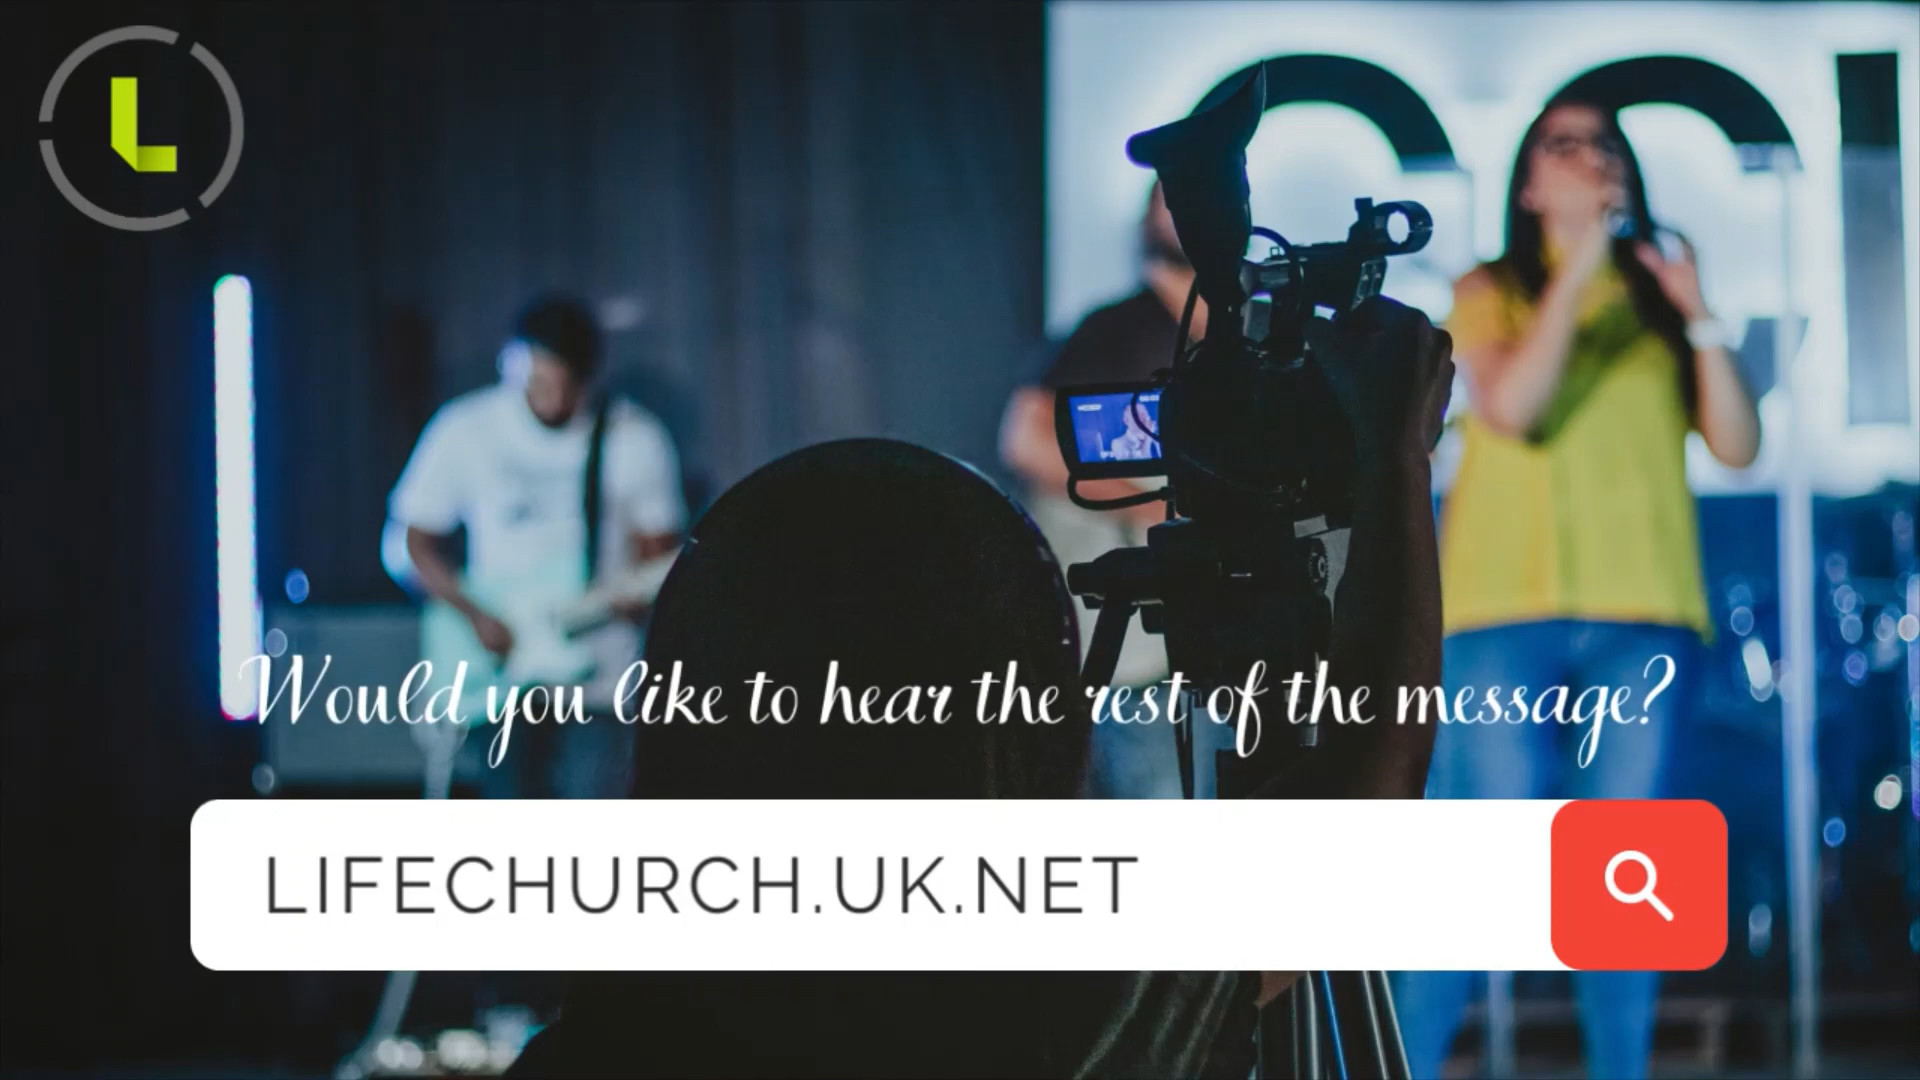 L
Would you like to hear the rest of the message?
LIFECHURCH.UK.NET